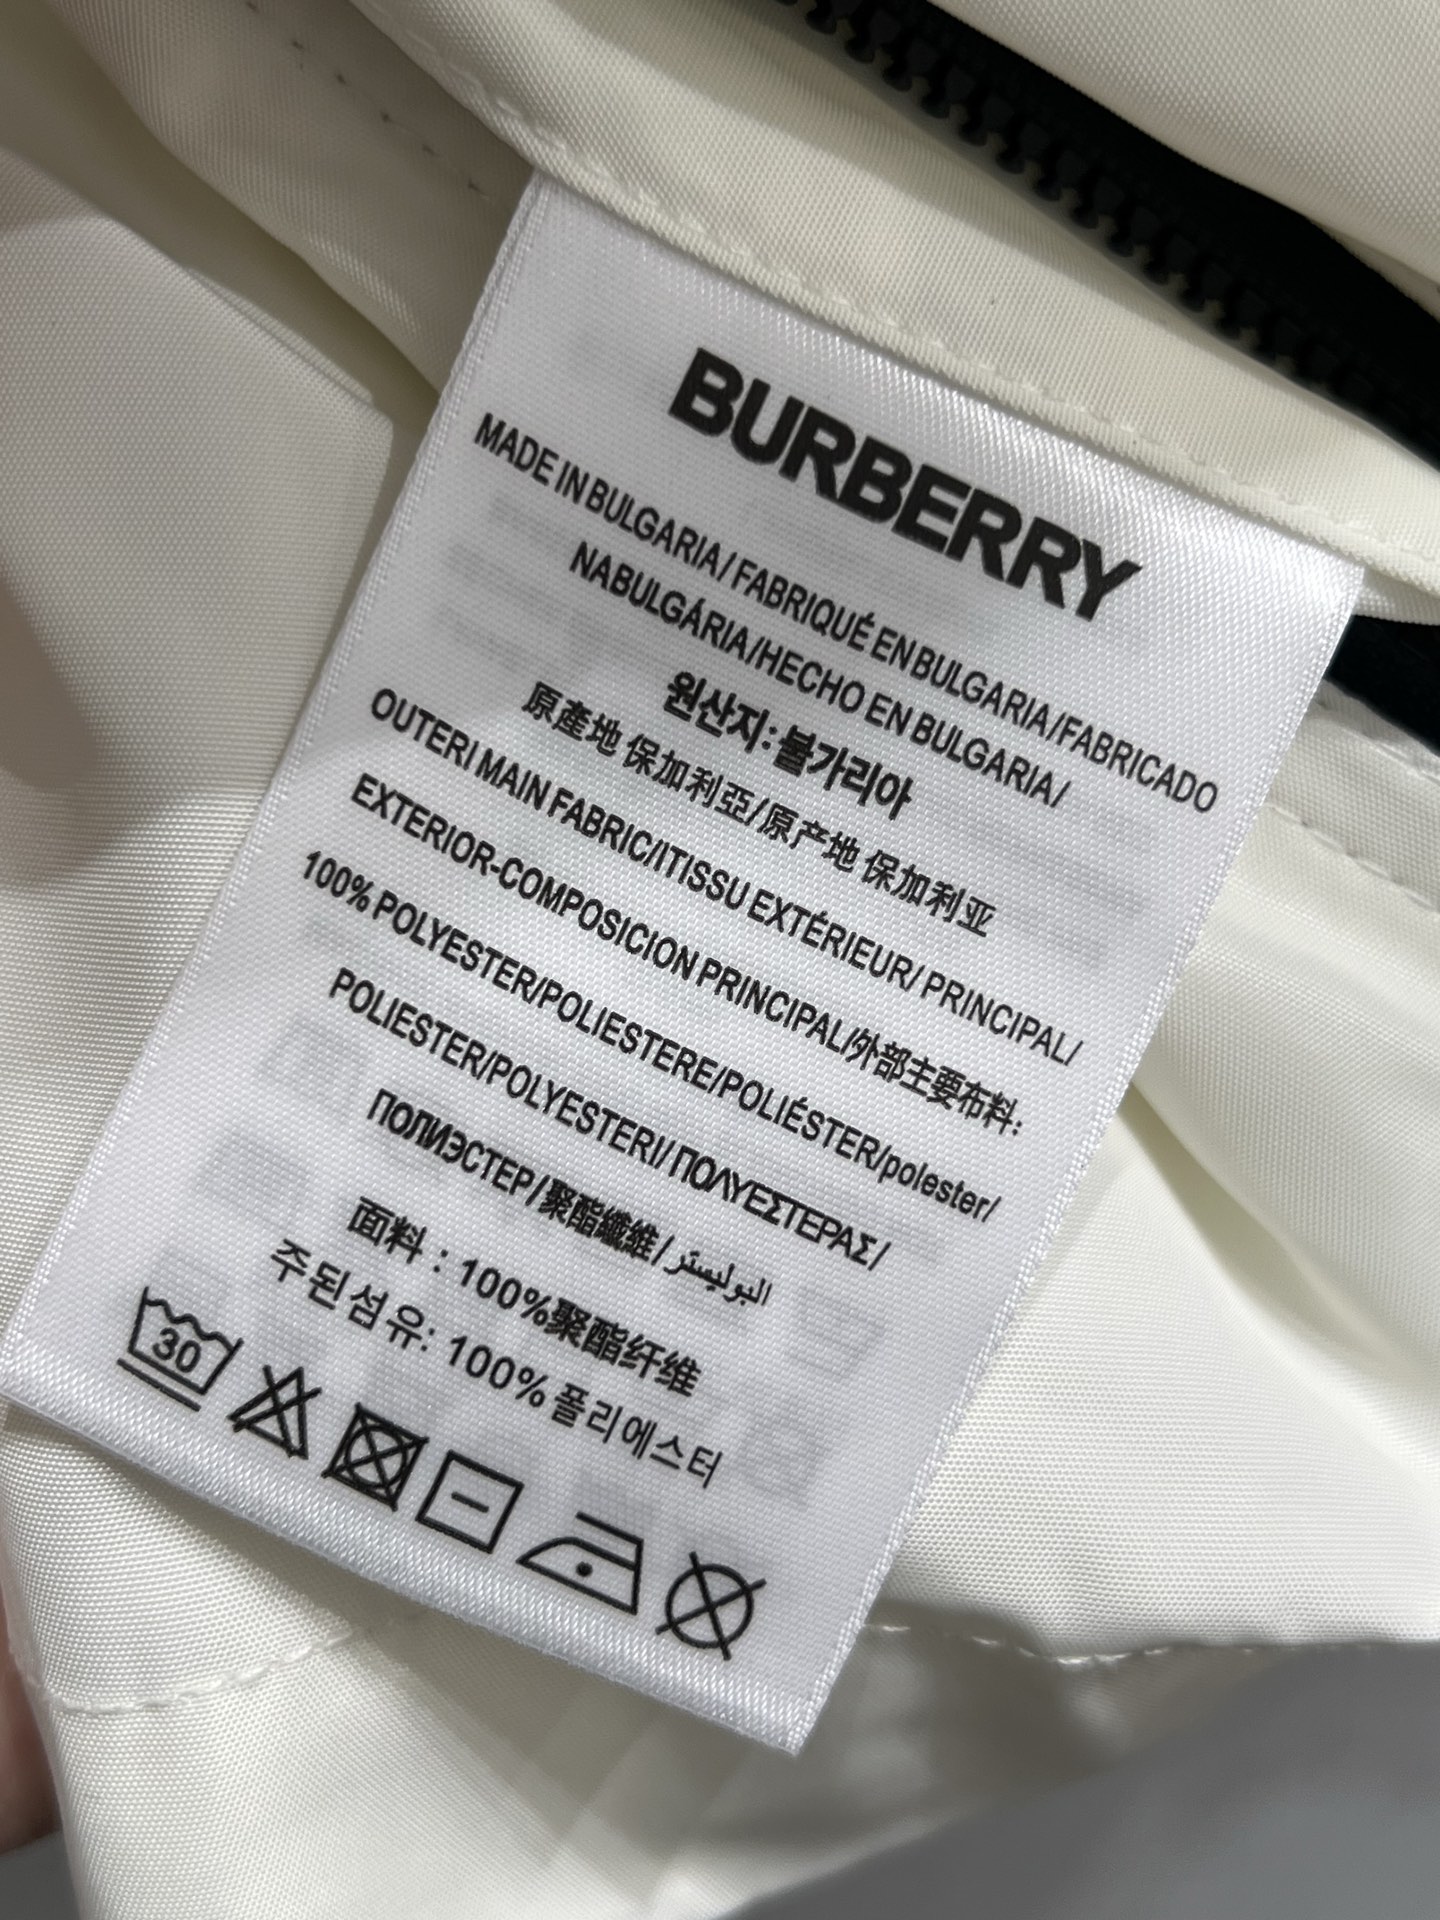 BURBERRY
MADE IN BULGARIA/ FABRIQUÉ EN BULGARIA/FABRICADO
NABULGÁRIA/HECHO EN BULGARIA/
원산지: 불가리아
原產地 保加利亞/原产地 保加利亚
OUTERI MAIN FABRIC/ITISSU EXTÉRIEUR/ PRINCIPAL/
EXTERIOR-COMPOSICION PRINCIPAL/外部主要布料:
100% POLYESTER/POLIESTERE/POLIÉSTER/polester/
POLIESTER/POLYESTERI/ ΠΟΛΥΕΣΤΕΡΑΣ/
ПОЛИЭСТЕР/聚酯纖維/ البوليستر
面料：100%聚酯纤维
주된섬유: 100%폴리에스터
30